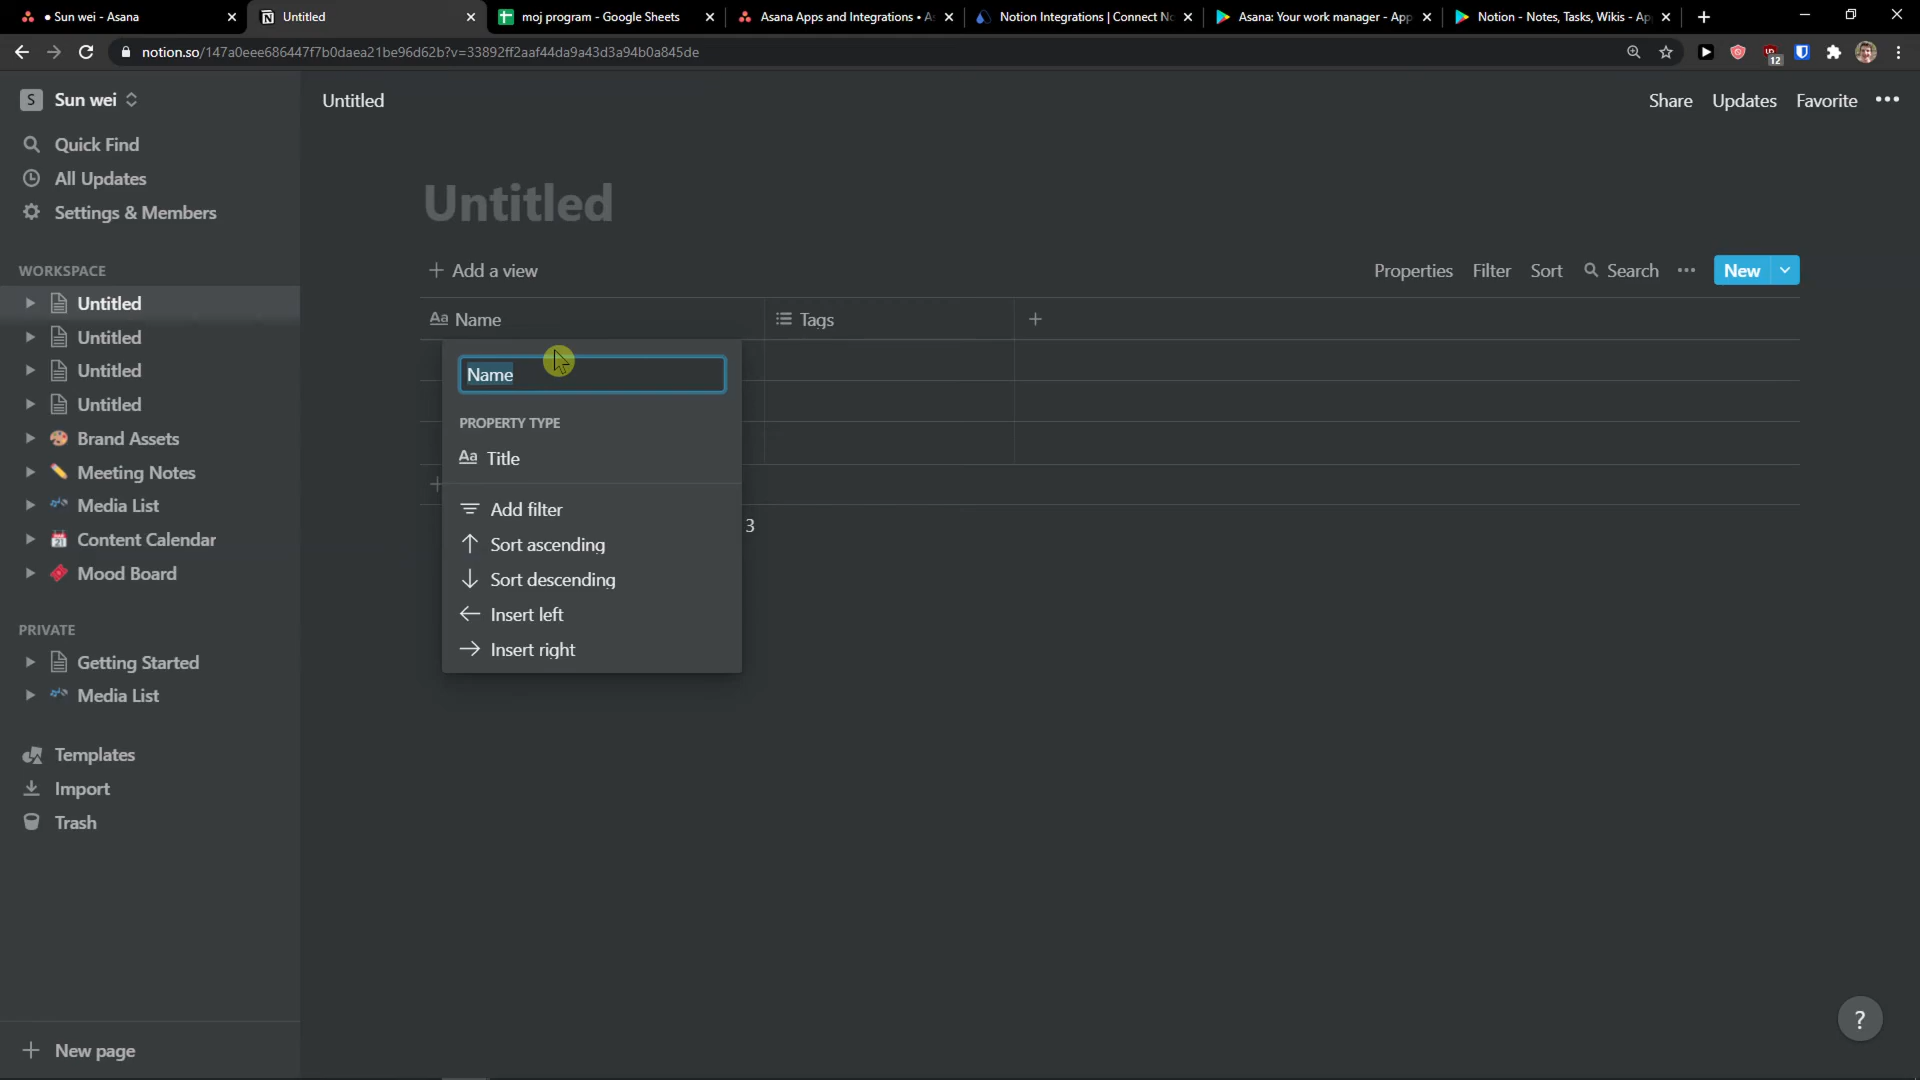 Sun wei - Asana
Untitled
moj program - Google Sheets
Asana Apps and Integrations • A
Notion Integrations | Connect No
Asana: Your work manager - App
Notion - Notes, Tasks, Wikis - Ap
notion.so/147a0eee686447f7b0daea21be96d62b?v=33892ff2aaf44da9a43d3a94b0a845de
12
S Sun wei
Untitled
Share Updates Favorite •••
Quick Find
All Updates
Settings & Members
WORKSPACE
Untitled
Untitled
Untitled
Untitled
Brand Assets
Meeting Notes
Media List
Content Calendar
Mood Board
PRIVATE
Getting Started
Media List
Templates
Import
Trash
+ New page
Untitled
+ Add a view
Properties Filter Sort Search ••• New
Aa Name
Tags
+
Name
PROPERTY TYPE
Aa Title
Add filter
Sort ascending
Sort descending
Insert left
Insert right
3
?